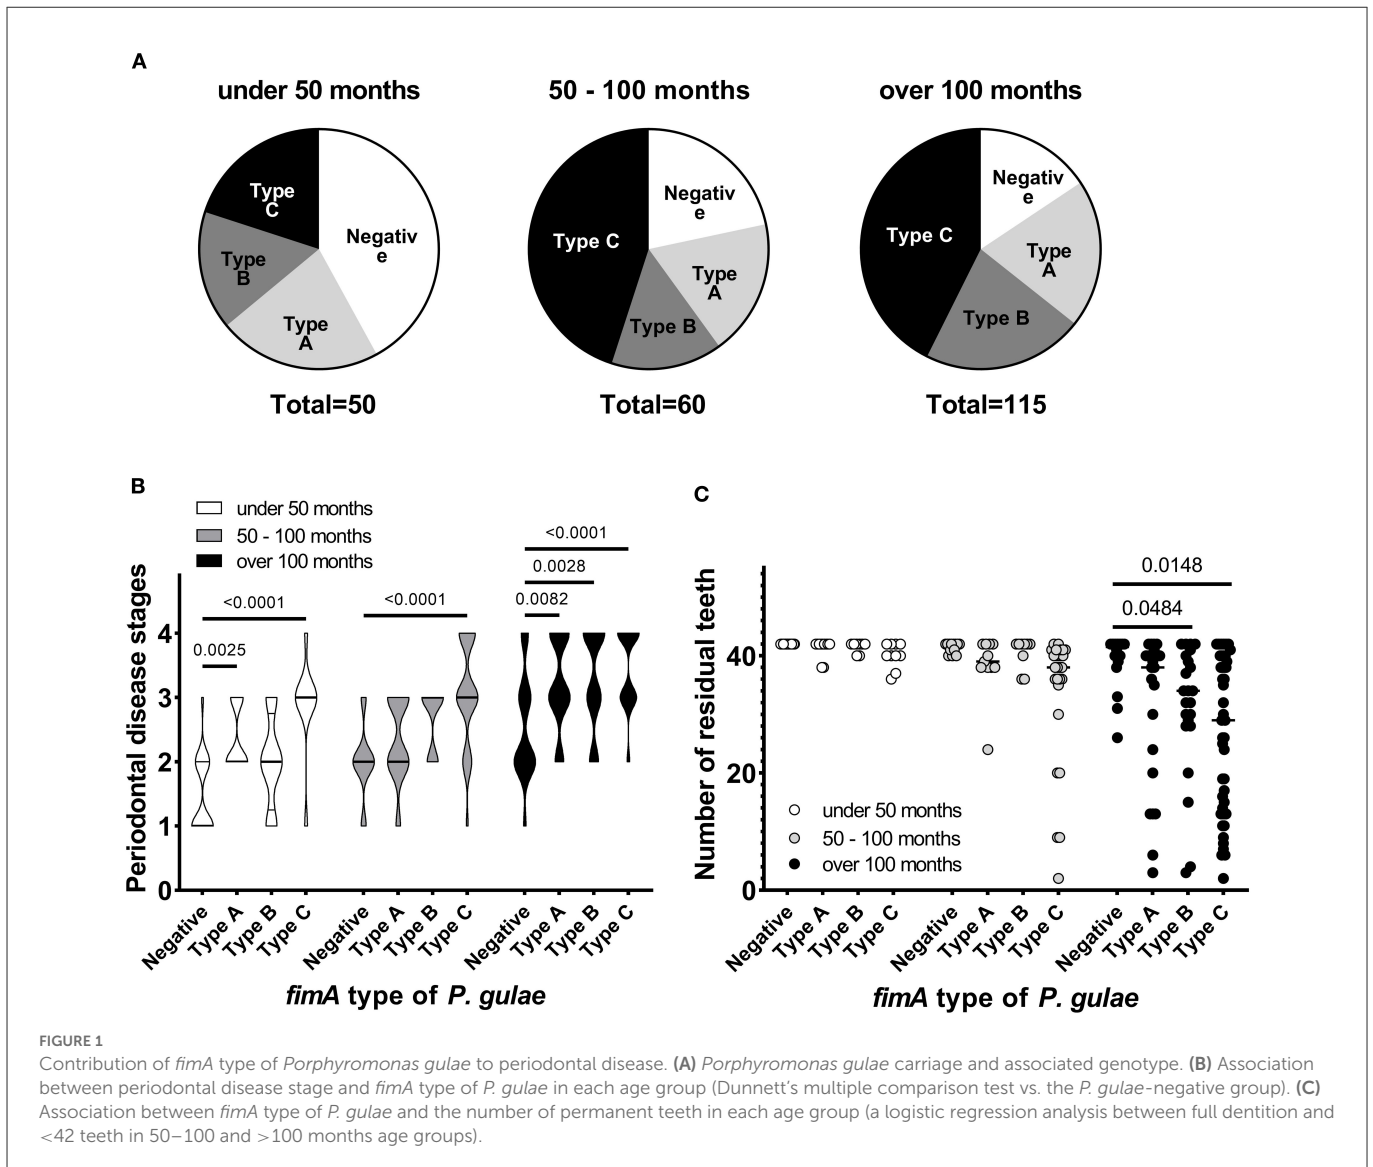 A
under 50 months
50 - 100 months
over 100 months
Negativ
e
Type
A
Type
B
Type
C
Negativ
e
Type
A
Type B
Type C
Negativ
e
Type
A
Type B
Type C
Total=50
Total=60
Total=115
B
under 50 months
50 - 100 months
over 100 months
Periodontal disease stages
4
3
2
1
0
0.0025
<0.0001
<0.0001
0.0082
0.0028
<0.0001
Negative
Type A
Type B
Type C
Negative
Type A
Type B
Type C
Negative
Type A
Type B
Type C
fimA type of P. gulae
C
Number of residual teeth
40
20
0
0.0148
0.0484
under 50 months
50 - 100 months
over 100 months
Negative
Type A
Type B
Type C
Negative
Type A
Type B
Type C
Negative
Type A
Type B
Type C
fimA type of P. gulae
FIGURE 1
Contribution of fimA type of Porphyromonas gulae to periodontal disease. (A) Porphyromonas gulae carriage and associated genotype. (B) Association
between periodontal disease stage and fimA type of P. gulae in each age group (Dunnett's multiple comparison test vs. the P. gulae-negative group). (C)
Association between fimA type of P. gulae and the number of permanent teeth in each age group (a logistic regression analysis between full dentition and
<42 teeth in 50–100 and >100 months age groups).